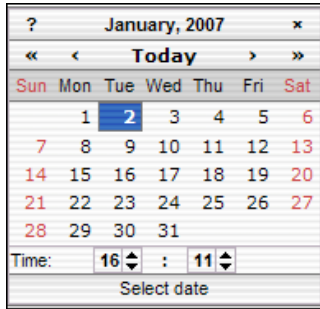 ? January, 2007 ×
« ‹ Today › »
Sun Mon Tue Wed Thu Fri Sat
1 2 3 4 5 6
7 8 9 10 11 12 13
14 15 16 17 18 19 20
21 22 23 24 25 26 27
28 29 30 31
Time: 16 : 11
Select date